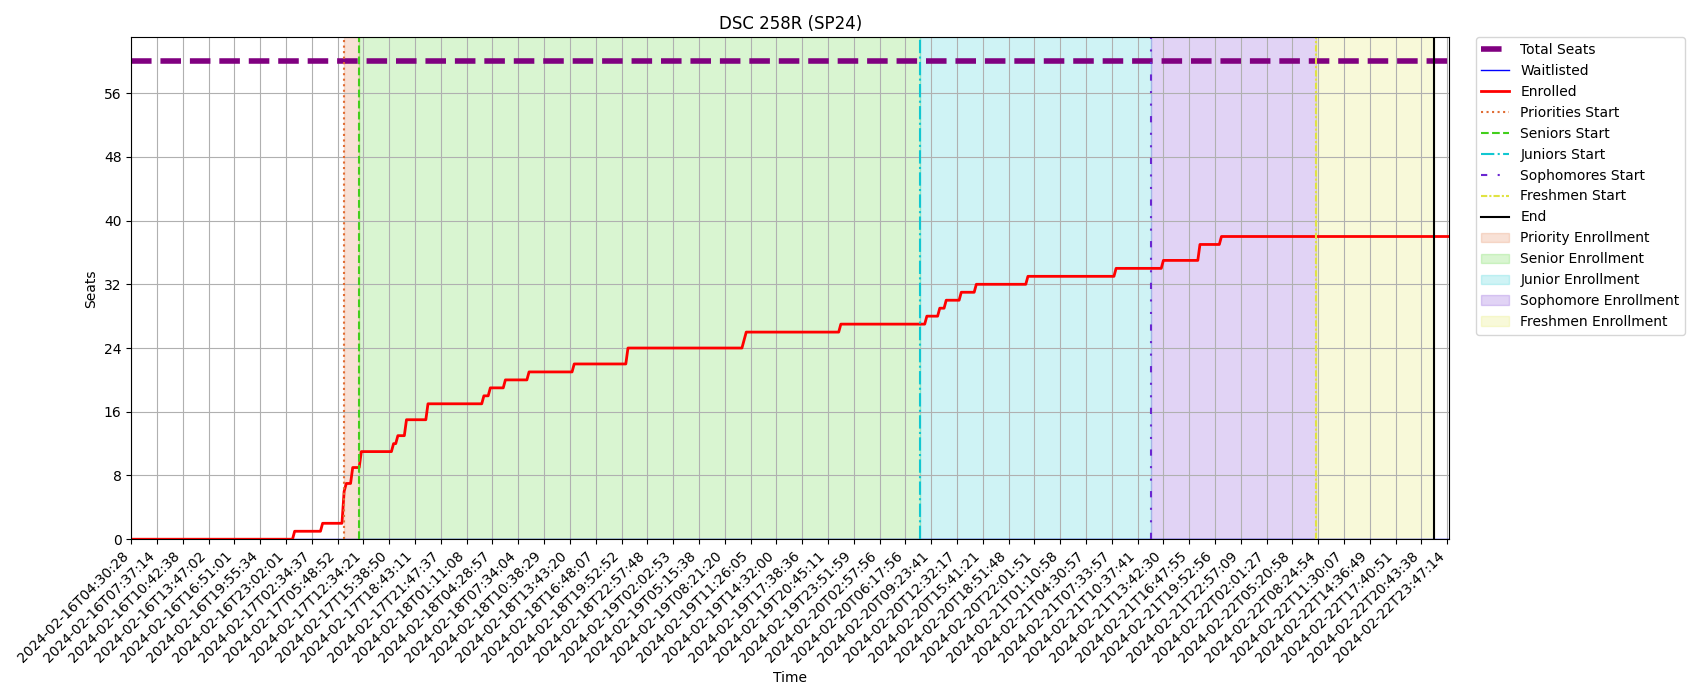 DSC 258R (SP24)
Total Seats
Waitlisted
Enrolled
Priorities Start
Seniors Start
Juniors Start
Sophomores Start
Freshmen Start
End
Priority Enrollment
Senior Enrollment
Junior Enrollment
Sophomore Enrollment
Freshmen Enrollment
Seats
56
48
40
32
24
16
8
0
2024-02-16T04:30:28
2024-02-16T07:37:14
2024-02-16T10:42:38
2024-02-16T13:47:02
2024-02-16T16:51:01
2024-02-16T19:55:34
2024-02-16T23:02:01
2024-02-17T02:34:37
2024-02-17T05:48:52
2024-02-17T12:34:21
2024-02-17T15:38:50
2024-02-17T18:43:11
2024-02-17T21:47:37
2024-02-18T01:11:08
2024-02-18T04:28:57
2024-02-18T07:34:04
2024-02-18T10:38:29
2024-02-18T13:43:20
2024-02-18T16:48:07
2024-02-18T19:52:52
2024-02-18T22:57:48
2024-02-19T02:02:53
2024-02-19T05:15:38
2024-02-19T08:21:20
2024-02-19T11:26:05
2024-02-19T14:32:00
2024-02-19T17:38:36
2024-02-19T20:45:11
2024-02-19T23:51:59
2024-02-20T02:57:56
2024-02-20T06:17:56
2024-02-20T09:23:41
2024-02-20T12:32:17
2024-02-20T15:41:21
2024-02-20T18:51:48
2024-02-20T22:01:51
2024-02-21T01:10:58
2024-02-21T04:30:57
2024-02-21T07:33:57
2024-02-21T10:37:41
2024-02-21T13:42:30
2024-02-21T16:47:55
2024-02-21T19:52:56
2024-02-21T22:57:09
2024-02-22T02:01:27
2024-02-22T05:20:58
2024-02-22T08:24:54
2024-02-22T11:30:07
2024-02-22T14:36:49
2024-02-22T17:40:51
2024-02-22T20:43:38
2024-02-22T23:47:14
Time